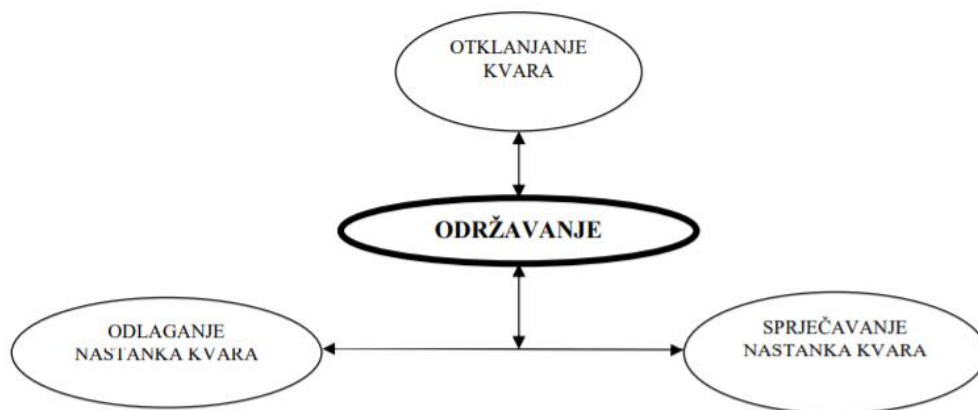 OTKLANJANJE
KVARA
ODRŽAVANJE
ODLAGANJE
NASTANKA KVARA
SPRJEČAVANJE
NASTANKA KVARA